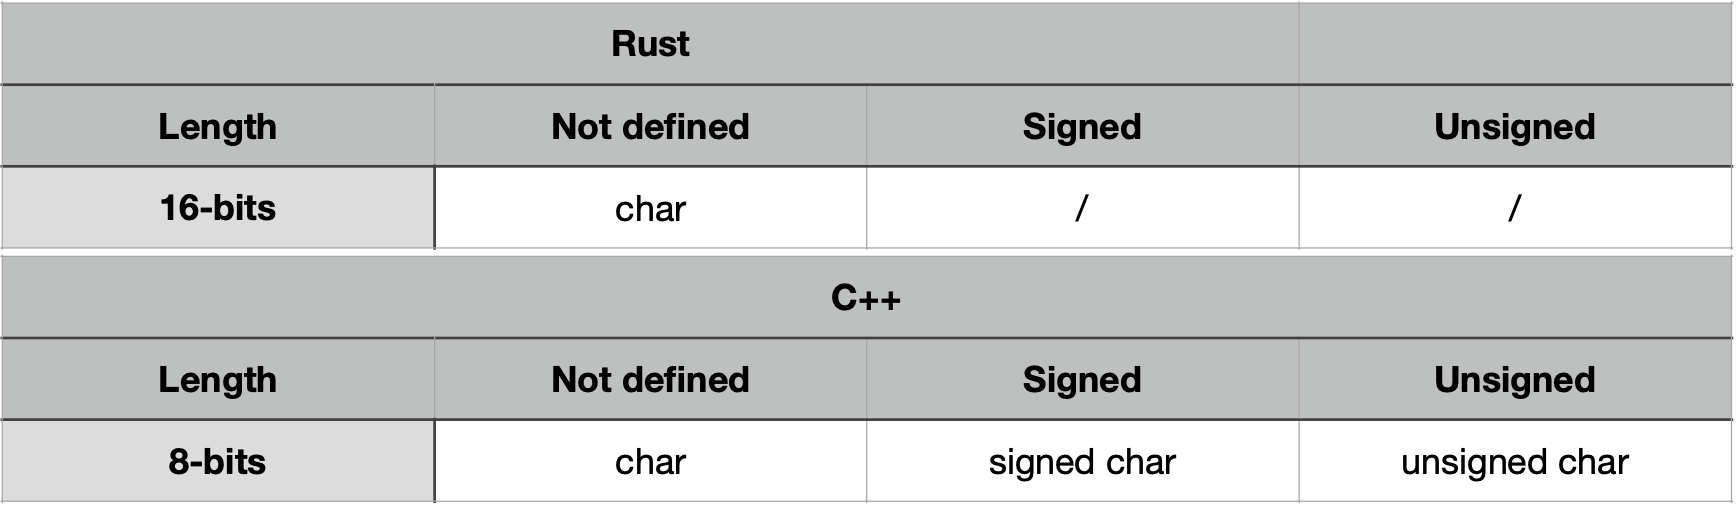 Rust
Length Not defined Signed Unsigned
16-bits char / /
C++
Length Not defined Signed Unsigned
8-bits char signed char unsigned char